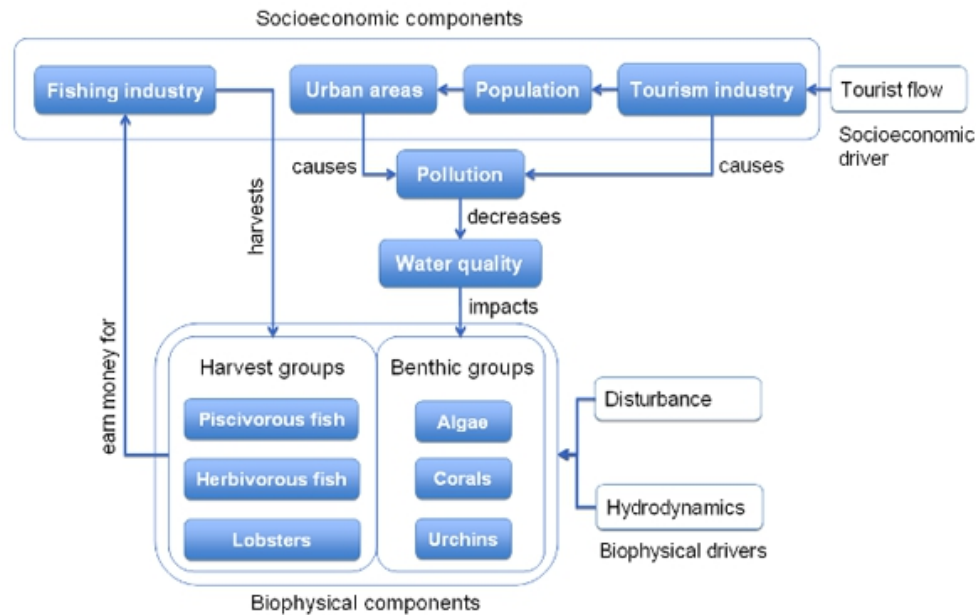 Socioeconomic components
Fishing industry
Urban areas
Population
Tourism industry
Tourist flow
Socioeconomic
driver
causes
Pollution
causes
harvests
decreases
Water quality
impacts
earn money for
Harvest groups
Benthic groups
Piscivorous fish
Algae
Disturbance
Herbivorous fish
Corals
Hydrodynamics
Lobsters
Urchins
Biophysical drivers
Biophysical components